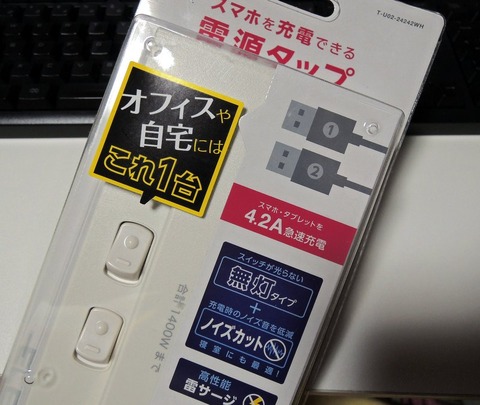 T-U02-24242WH
スマホを充電できる
電源タップ
オフィスや
自宅には
これ1台
1
2
スマホ・タブレットを
4.2A急速充電
スイッチが光らない
無灯タイプ
+
充電時のノイズ音を低減
ノイズカット
寝室にも最適!
高性能
雷サージ
合計1400Wまで